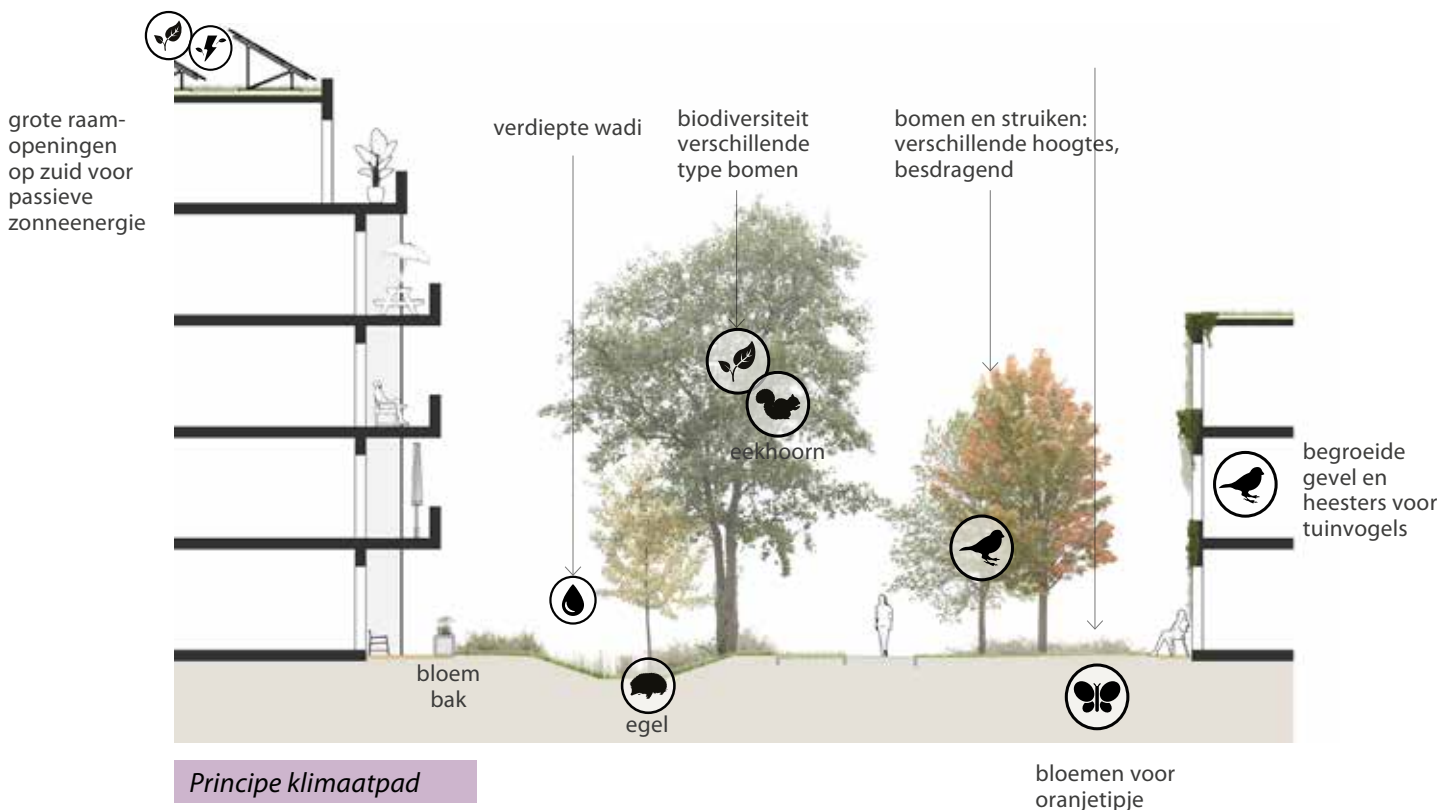 grote raam-
openingen
op zuid voor
passieve
zonneenergie
verdiepte wadi
biodiversiteit
verschillende
type bomen
bomen en struiken:
verschillende hoogtes,
besdragend
eekhoorn
begroeide
gevel en
heesters voor
tuinvogels
bloem
bak
egel
Principe klimaatpad
bloemen voor
oranjetipje